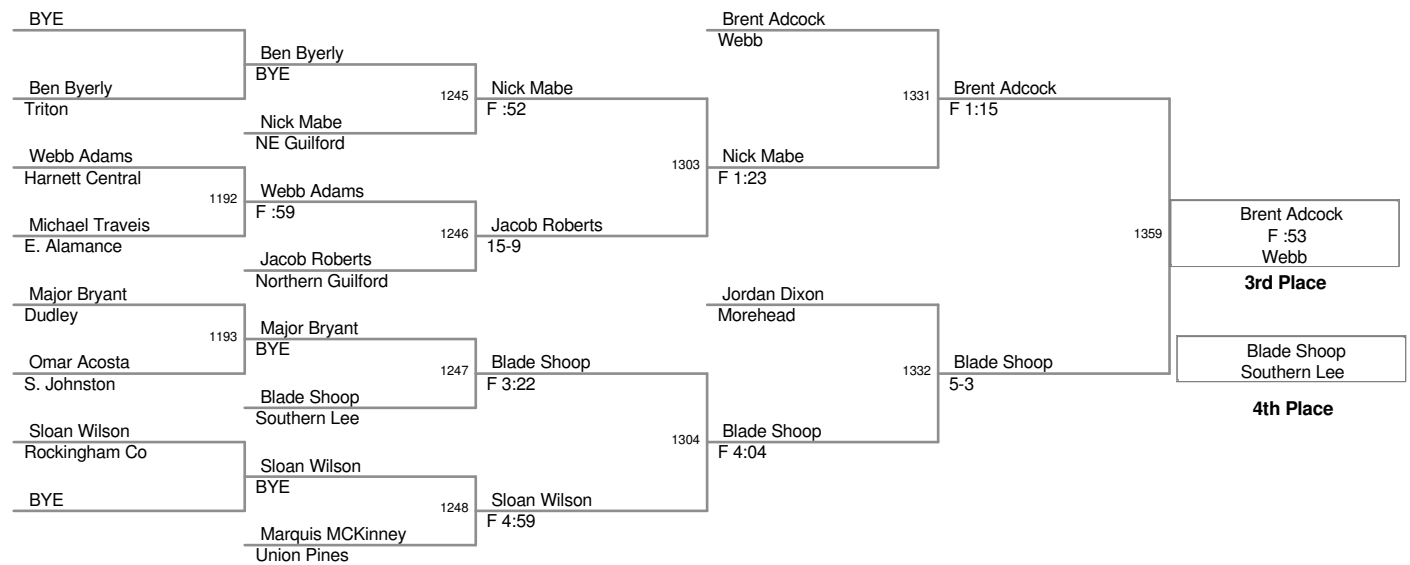 BYE
Ben Byerly
Triton
Webb Adams
Harnett Central
Michael Traveis
E. Alamance
Major Bryant
Dudley
Omar Acosta
S. Johnston
Sloan Wilson
Rockingham Co
BYE
1192
1193
Ben Byerly
BYE
Nick Mabe
NE Guilford
Webb Adams
F :59
Jacob Roberts
Northern Guilford
Major Bryant
BYE
Blade Shoop
Southern Lee
Sloan Wilson
BYE
Marquis MCKinney
Union Pines
1245
1246
1247
1248
Nick Mabe
F :52
Jacob Roberts
15-9
Blade Shoop
F 3:22
Sloan Wilson
F 4:59
1303
1304
Brent Adcock
Webb
Nick Mabe
F 1:23
Jordan Dixon
Morehead
Blade Shoop
F 4:04
1331
1332
Brent Adcock
F 1:15
Blade Shoop
5-3
1359
Brent Adcock
F :53
Webb
3rd Place
Blade Shoop
Southern Lee
4th Place